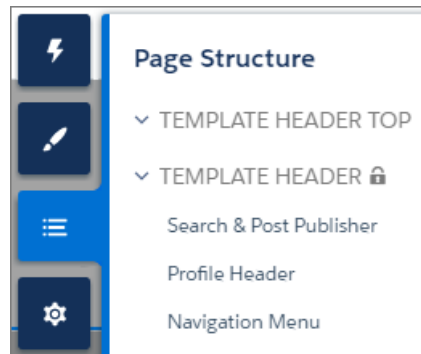 Page Structure
TEMPLATE HEADER TOP
TEMPLATE HEADER
Search & Post Publisher
Profile Header
Navigation Menu